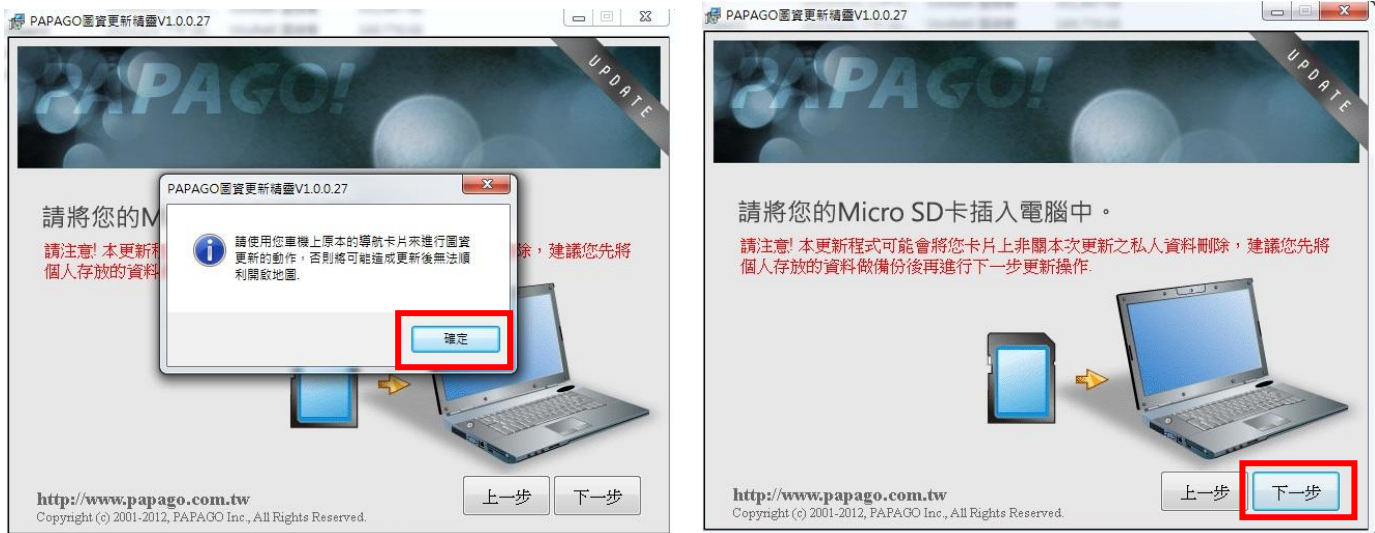 PAPAGO圖資更新精靈V1.0.0.27
PAPAGO!
UPDATE
請將您的M
請注意! 本更新程
除，建議您先將
個人存放的資料
PAPAGO圖資更新精靈V1.0.0.27
請使用您車機上原本的導航卡片來進行圖資
更新的動作，否則將可能造成更新後無法順
利開啟地圖.
確定
上一步
下一步
http://www.papago.com.tw
Copyright (c) 2001-2012, PAPAGO Inc., All Rights Reserved.
PAPAGO圖資更新精靈V1.0.0.27
PAPAGO!
UPDATE
請將您的Micro SD卡插入電腦中。
請注意! 本更新程式可能會將您卡片上非關本次更新之私人資料刪除，建議您先將
個人存放的資料做備份後再進行下一步更新操作.
上一步
下一步
http://www.papago.com.tw
Copyright (c) 2001-2012, PAPAGO Inc., All Rights Reserved.